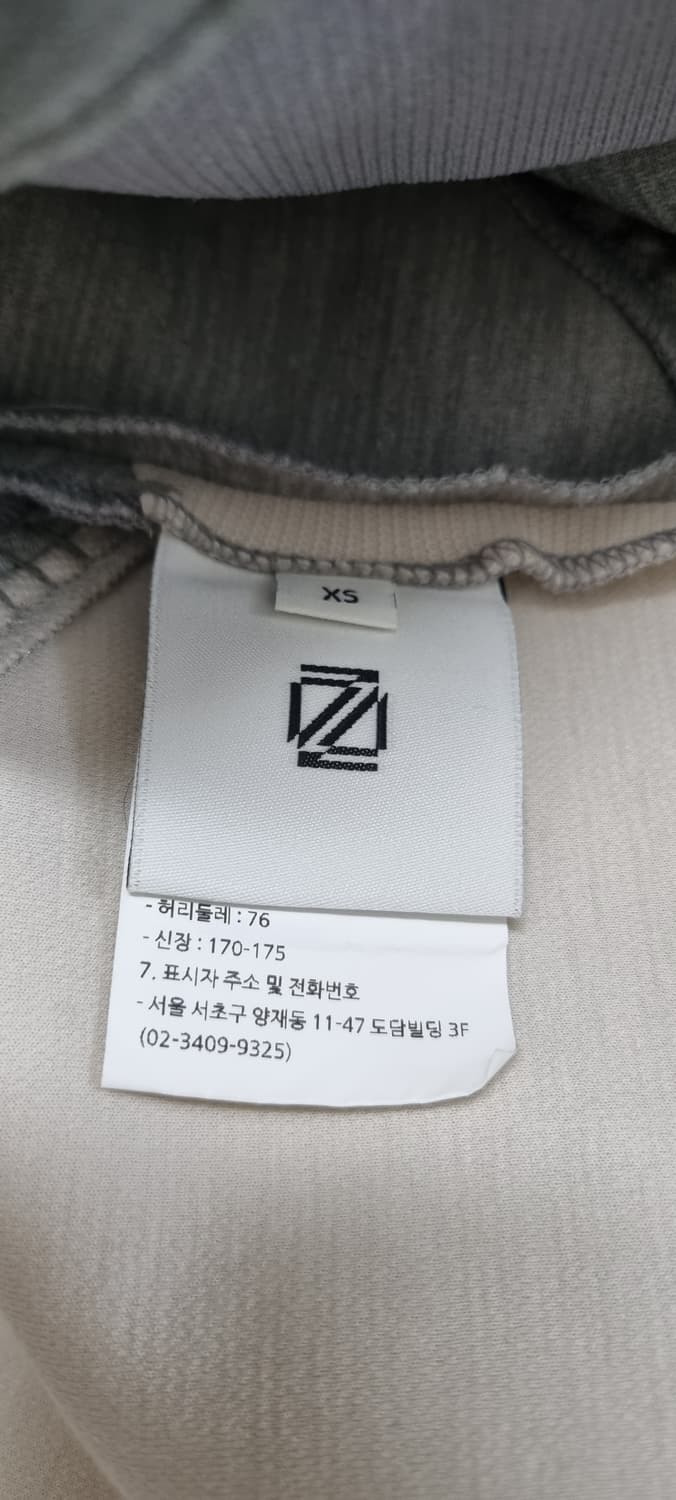 XS
- 허리둘레 : 76
- 신장 : 170-175
7. 표시자 주소 및 전화번호
- 서울 서초구 양재동 11-47 도담빌딩 3F
(02-3409-9325)